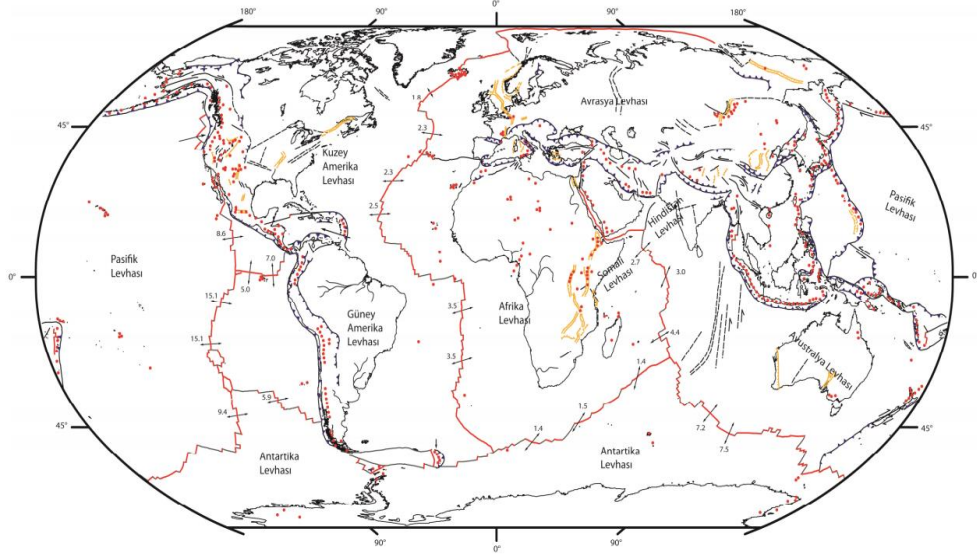 180°
90°
0°
90°
180°
45°
45°
0°
0°
45°
45°
90°
0°
90°
Avrasya Levhası
Kuzey
Amerika
Levhası
Pasifik
Levhası
Pasifik
Levhası
Hindistan
Levhası
Somali
Levhası
Afrika
Levhası
Güney
Amerika
Levhası
Avustralya Levhası
Antartika
Levhası
Antartika
Levhası
1.8
2.3
2.3
2.5
8.6
7.0
5.0
2.7
3.0
15.1
3.5
15.1
4.4
3.5
1.4
5.9
9.4
1.5
1.4
7.2
7.5